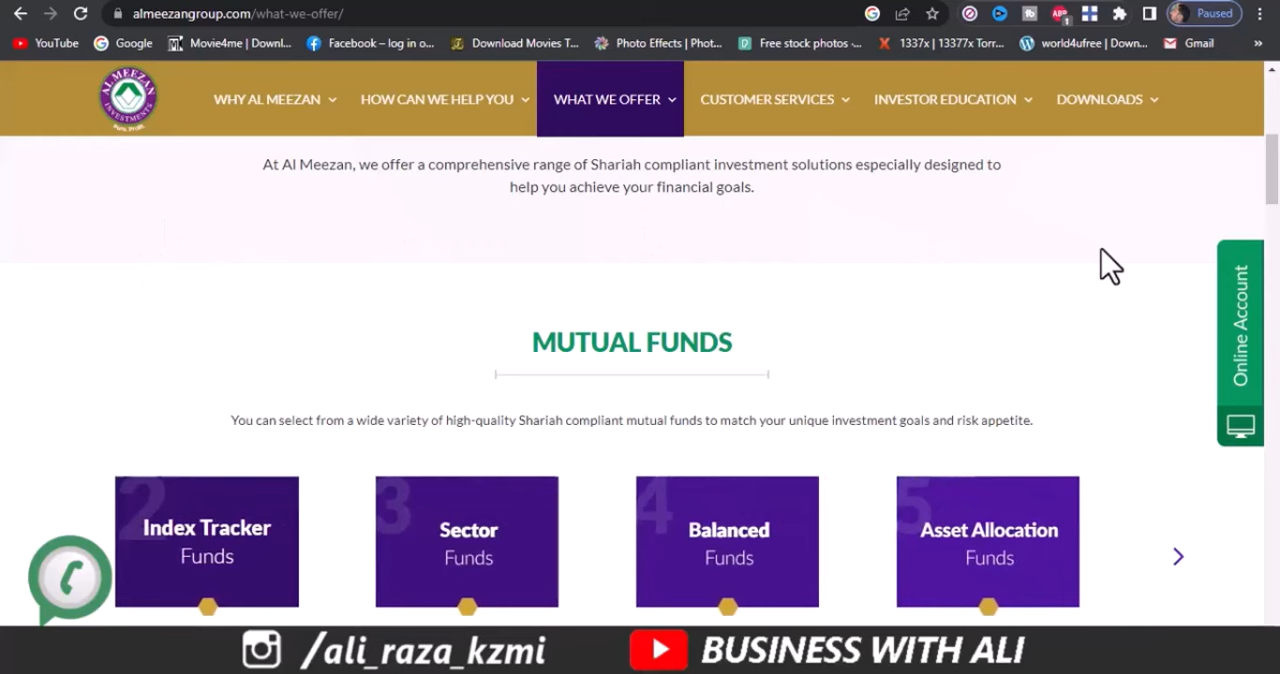 almeezangroup.com/what-we-offer/
ABP
1
Paused
YouTube
Google
Movie4me | Downl...
Facebook – log in o...
Download Movies T...
Photo Effects | Phot...
Free stock photos -...
1337x | 13377x Torr...
world4ufree | Down...
Gmail
»
AL MEEZAN
INVESTMENTS
WHY AL MEEZAN
HOW CAN WE HELP YOU
WHAT WE OFFER
CUSTOMER SERVICES
INVESTOR EDUCATION
DOWNLOADS
At Al Meezan, we offer a comprehensive range of Shariah compliant investment solutions especially designed to
help you achieve your financial goals.
Online Account
MUTUAL FUNDS
You can select from a wide variety of high-quality Shariah compliant mutual funds to match your unique investment goals and risk appetite.
2
Index Tracker
Funds
3
Sector
Funds
4
Balanced
Funds
5
Asset Allocation
Funds
/ali_raza_kzmi
BUSINESS WITH ALI